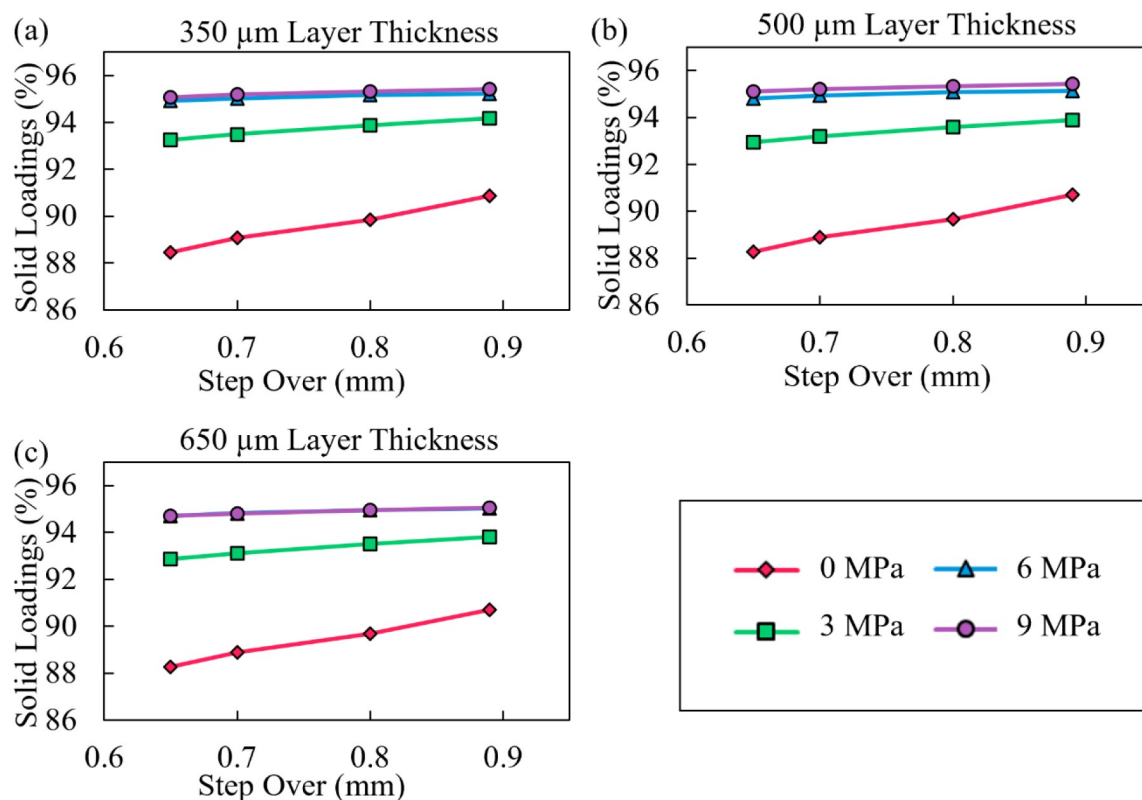 (a)
350 µm Layer Thickness
Solid Loadings (%)
96
94
92
90
88
86
0.6 0.7 0.8 0.9
Step Over (mm)
(b)
500 µm Layer Thickness
Solid Loadings (%)
96
94
92
90
88
86
0.6 0.7 0.8 0.9
Step Over (mm)
(c)
650 µm Layer Thickness
Solid Loadings (%)
96
94
92
90
88
86
0.6 0.7 0.8 0.9
Step Over (mm)
0 MPa 6 MPa
3 MPa 9 MPa